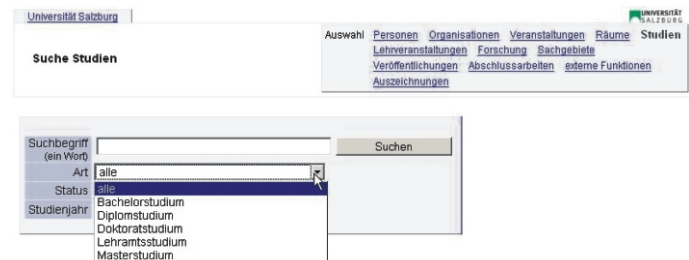 Universität Salzburg
UNIVERSITÄT
SALZBURG
Auswahl Personen Organisationen Veranstaltungen Räume Studien
Lehrveranstaltungen Forschung Sachgebiete
Veröffentlichungen Abschlussarbeiten externe Funktionen
Auszeichnungen
Suche Studien
Suchbegriff Suchen
(ein Wort)
Art alle
Status alle
Bachelorstudium
Studienjahr Diplomstudium
Doktoratstudium
Lehramtsstudium
Masterstudium